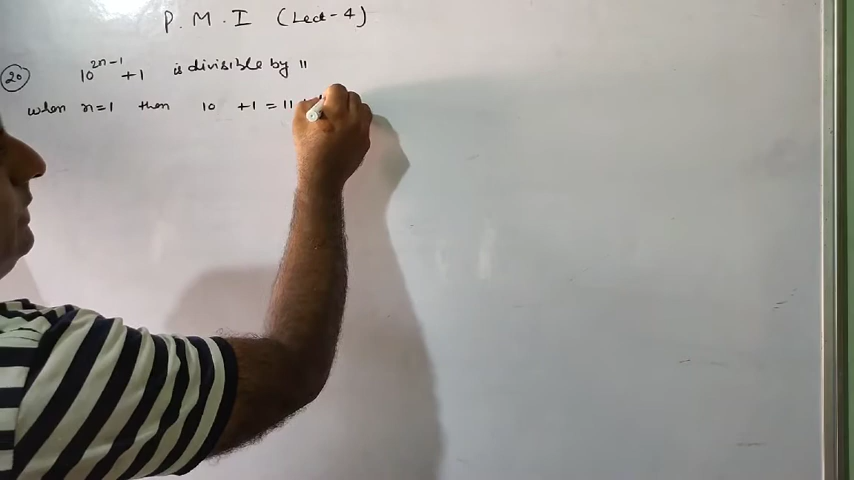 P. M. I (Lect-4)
20 10^{2n-1} +1 is divisible by 11
when n=1 then 10 +1 = 11